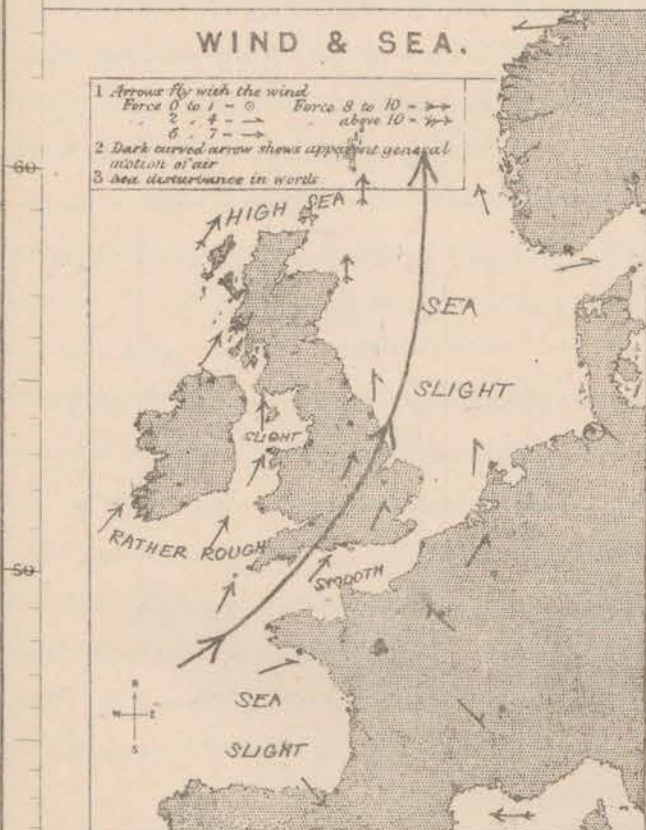 WIND & SEA.
1 Arrows fly with the wind
Force 0 to 1 = ⊙ Force 8 to 10 = ↠
" 2 " 4 = ⇀ " above 10 =
6 " 7 = →
2 Dark curved arrow shows apparent general
motion of air
3 Sea disturbance in words
60
HIGH SEA
SEA
SLIGHT
SLIGHT
RATHER ROUGH
50
SMOOTH
N
W E
S
SEA
SLIGHT